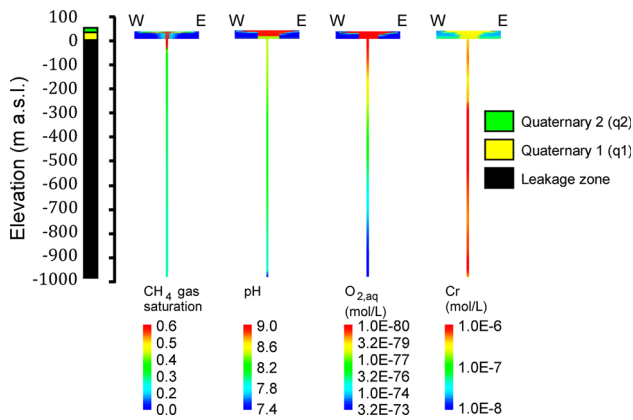 W E W E W E W E
100
0
-100
-200
-300
-400
-500
-600
-700
-800
-900
-1000
Elevation (m a.s.l.)
Quaternary 2 (q2)
Quaternary 1 (q1)
Leakage zone
CH4 gas
saturation
0.6
0.5
0.4
0.3
0.2
0.1
0.0
pH
9.0
8.6
8.2
7.8
7.4
O2,aq
(mol/L)
1.0E-80
3.2E-79
1.0E-77
3.2E-76
1.0E-74
3.2E-73
Cr
(mol/L)
1.0E-6
1.0E-7
1.0E-8